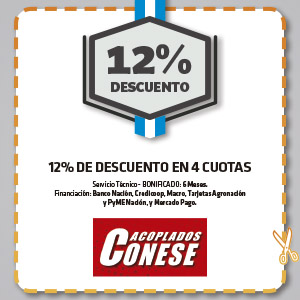 12%
DESCUENTO
12% DE DESCUENTO EN 4 CUOTAS
Servicio Técnico - BONIFICADO: 6 Meses.
Financiación: Banco Nación, Credicoop, Macro, Tarjetas Agronación
y PyMENación, y Mercado Pago.
ACOPLADOS
CONESE